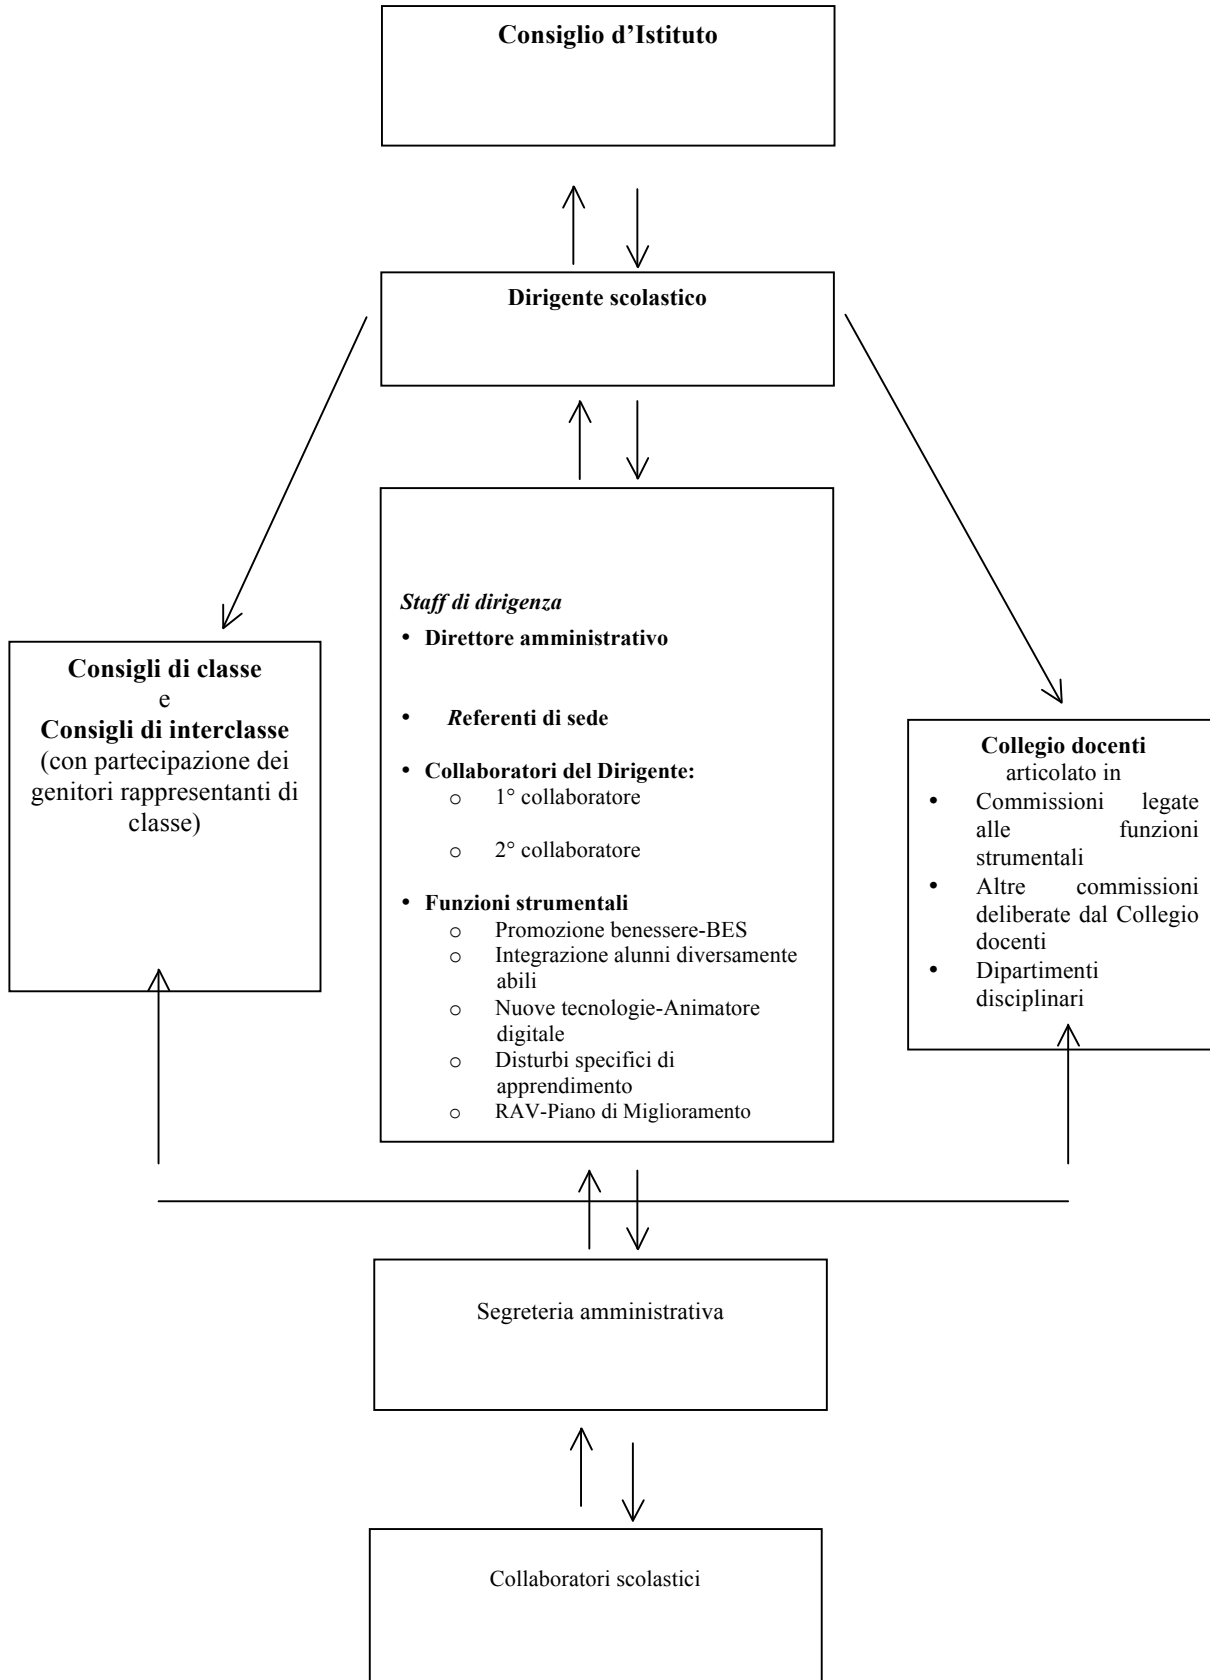 Consiglio d’Istituto
Dirigente scolastico
Consigli di classe
e
Consigli di interclasse
(con partecipazione dei
genitori rappresentanti di
classe)
Staff di dirigenza
• Direttore amministrativo
• Referenti di sede
• Collaboratori del Dirigente:
o 1° collaboratore
o 2° collaboratore
• Funzioni strumentali
o Promozione benessere-BES
o Integrazione alunni diversamente
abili
o Nuove tecnologie-Animatore
digitale
o Disturbi specifici di
apprendimento
o RAV-Piano di Miglioramento
Collegio docenti
articolato in
• Commissioni legate
alle funzioni
strumentali
• Altre commissioni
deliberate dal Collegio
docenti
• Dipartimenti
disciplinari
Segreteria amministrativa
Collaboratori scolastici